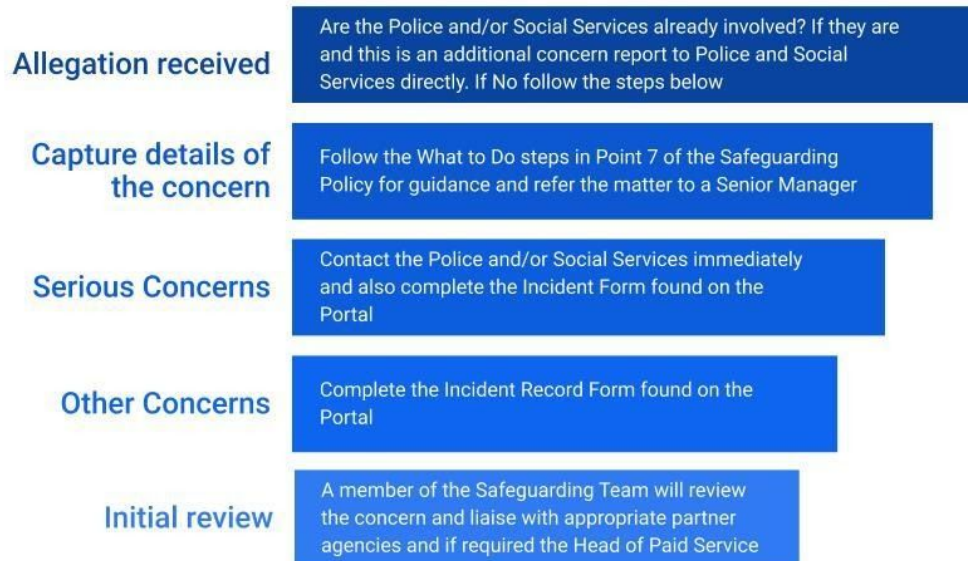 Allegation received
Are the Police and/or Social Services already involved? If they are
and this is an additional concern report to Police and Social
Services directly. If No follow the steps below
Capture details of
the concern
Follow the What to Do steps in Point 7 of the Safeguarding
Policy for guidance and refer the matter to a Senior Manager
Serious Concerns
Contact the Police and/or Social Services immediately
and also complete the Incident Form found on the
Portal
Other Concerns
Complete the Incident Record Form found on the
Portal
Initial review
A member of the Safeguarding Team will review
the concern and liaise with appropriate partner
agencies and if required the Head of Paid Service